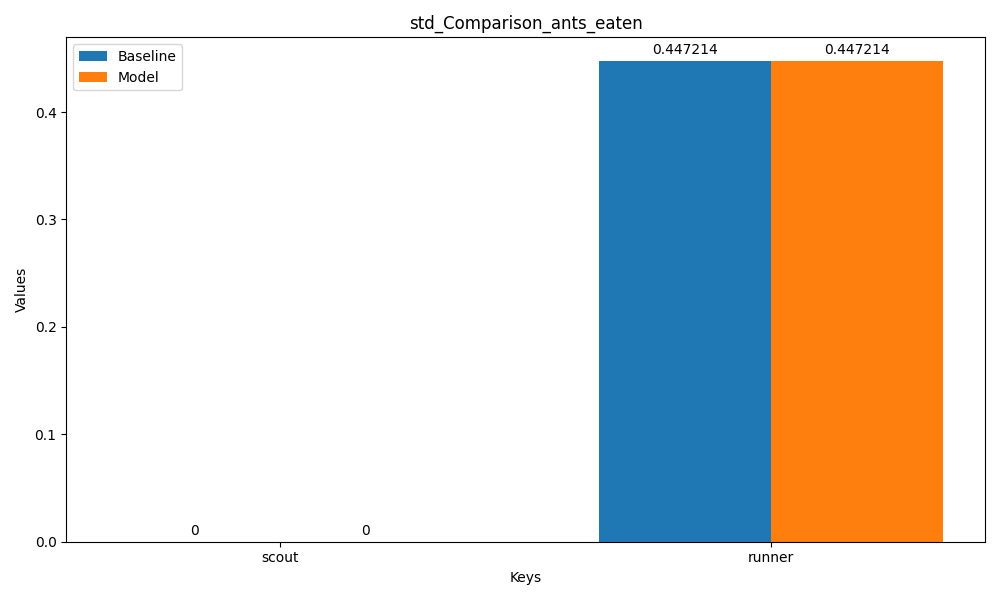 std_Comparison_ants_eaten
Baseline
Model
0.447214
0.447214
0
0
0.4
0.3
0.2
0.1
0.0
Values
scout
runner
Keys